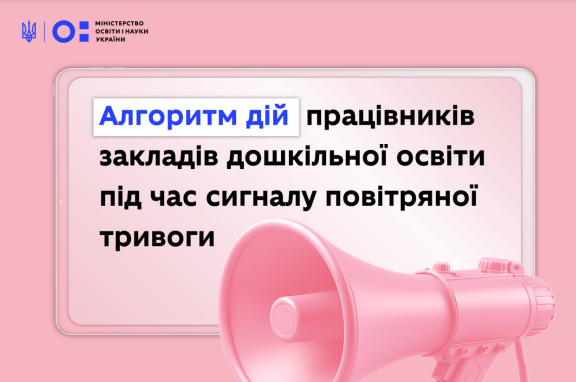 МІНІСТЕРСТВО
ОСВІТИ І НАУКИ
УКРАЇНИ
Алгоритм дій працівників
закладів дошкільної освіти
під час сигналу повітряної
тривоги